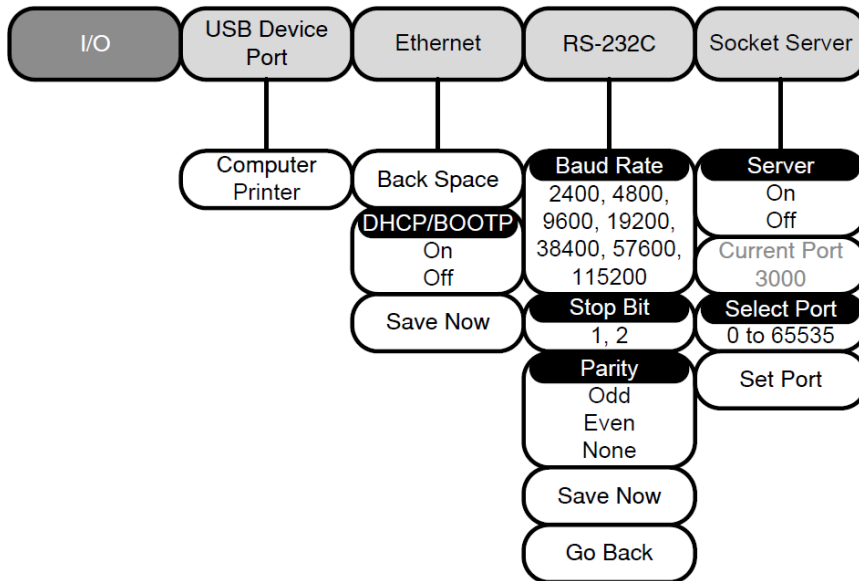 I/O
USB Device
Port
Ethernet
RS-232C
Socket Server
Computer
Printer
Back Space
DHCP/BOOTP
On
Off
Save Now
Baud Rate
2400, 4800,
9600, 19200,
38400, 57600,
115200
Stop Bit
1, 2
Parity
Odd
Even
None
Save Now
Go Back
Server
On
Off
Current Port
3000
Select Port
0 to 65535
Set Port